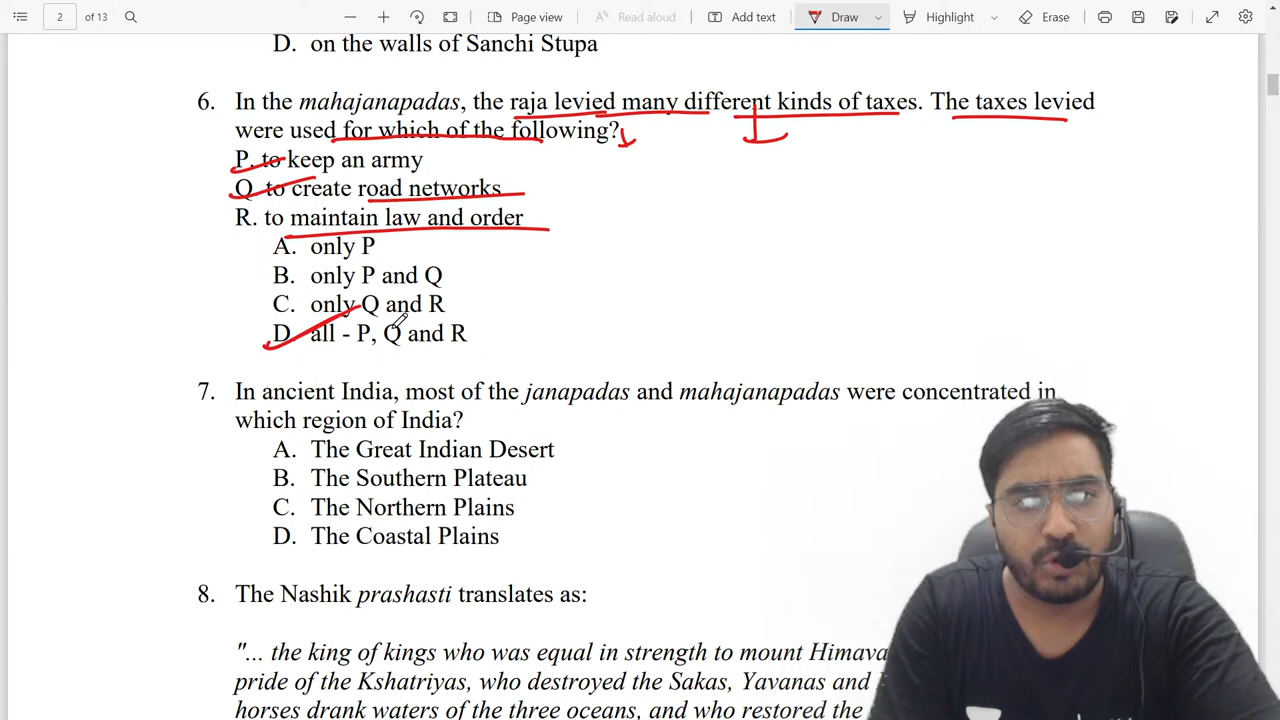 2 of 13 Page view Read aloud Add text Draw Highlight Erase
D. on the walls of Sanchi Stupa
6. In the mahajanapadas, the raja levied many different kinds of taxes. The taxes levied
were used for which of the following?
P. to keep an army
Q. to create road networks
R. to maintain law and order
A. only P
B. only P and Q
C. only Q and R
D. all - P, Q and R
7. In ancient India, most of the janapadas and mahajanapadas were concentrated in
which region of India?
A. The Great Indian Desert
B. The Southern Plateau
C. The Northern Plains
D. The Coastal Plains
8. The Nashik prashasti translates as:
"... the king of kings who was equal in strength to mount Himava
pride of the Kshatriyas, who destroyed the Sakas, Yavanas and
horses drank waters of the three oceans, and who restored the